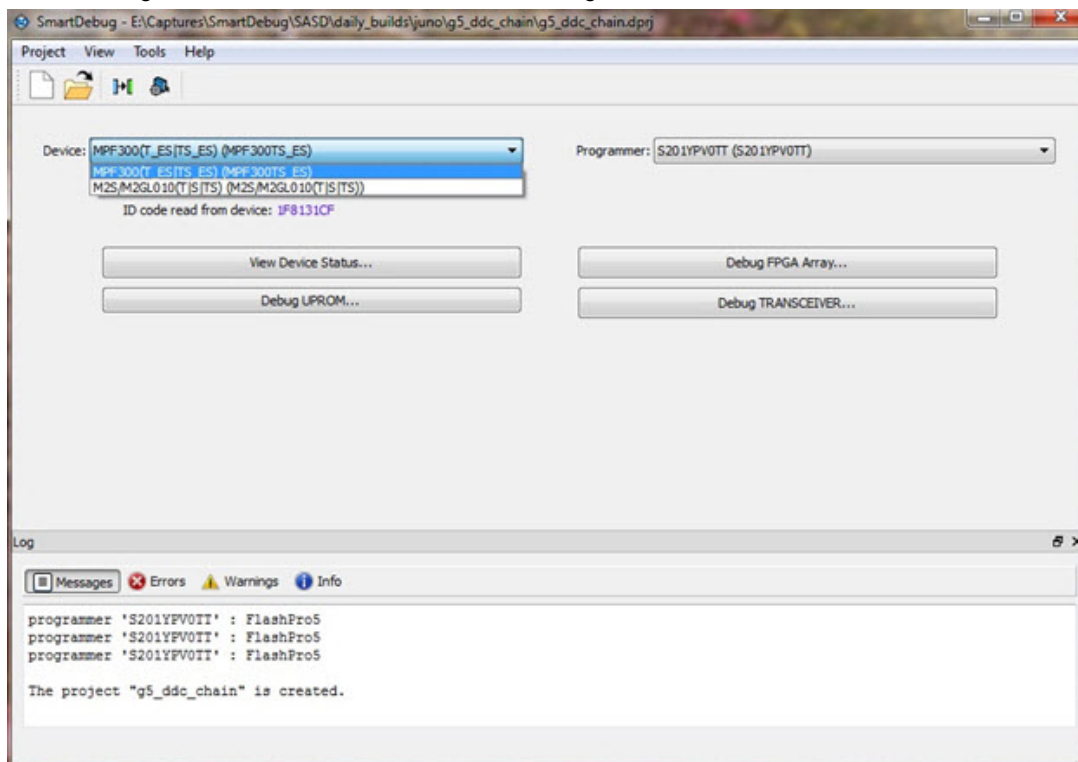 SmartDebug - E:\Captures\SmartDebug\SASD\daily_builds\juno\g5_ddc_chain\g5_ddc_chain.dprj
Project View Tools Help
Device: MPF300(T_ES|TS_ES) (MPF300TS_ES) Programmer: S201YPV0TT (S201YPV0TT)
MPF300(T_ES|TS_ES) (MPF300TS_ES)
M2S/M2GL010(T|S|TS) (M2S/M2GL010(T|S|TS))
ID code read from device: 1F8131CF
View Device Status... Debug FPGA Array...
Debug UPROM... Debug TRANSCEIVER...
Log
Messages Errors Warnings Info
programmer 'S201YPV0TT' : FlashPro5
programmer 'S201YPV0TT' : FlashPro5
programmer 'S201YPV0TT' : FlashPro5
The project "g5_ddc_chain" is created.